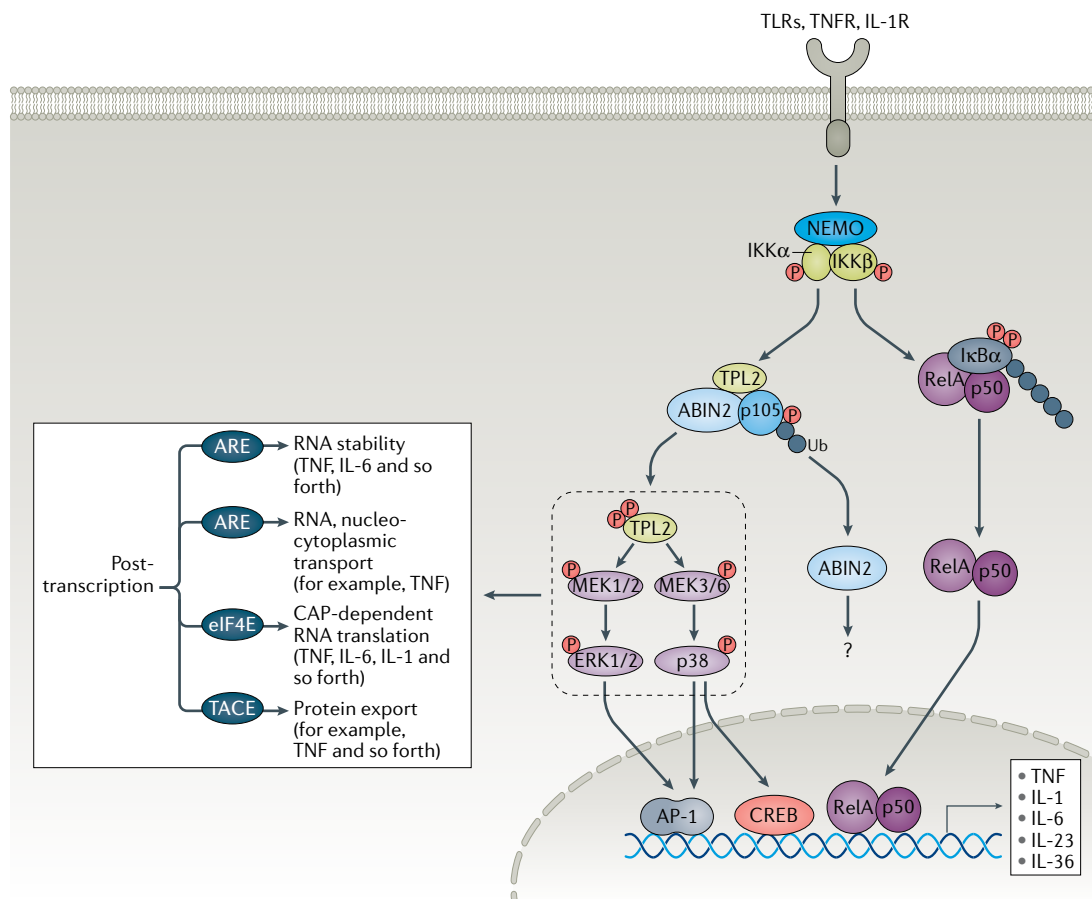 TLRs, TNFR, IL-1R
NEMO
IKKα
IKKβ
P
P
P
P
IκBα
RelA
p50
TPL2
ABIN2
p105
P
Ub
P
P
TPL2
P
MEK1/2
MEK3/6
P
P
ERK1/2
p38
P
ABIN2
?
RelA
p50
Post-
transcription
ARE
RNA stability
(TNF, IL-6 and so
forth)
ARE
RNA, nucleo-
cytoplasmic
transport
(for example, TNF)
eIF4E
CAP-dependent
RNA translation
(TNF, IL-6, IL-1 and
so forth)
TACE
Protein export
(for example,
TNF and so forth)
AP-1
CREB
RelA
p50
• TNF
• IL-1
• IL-6
• IL-23
• IL-36